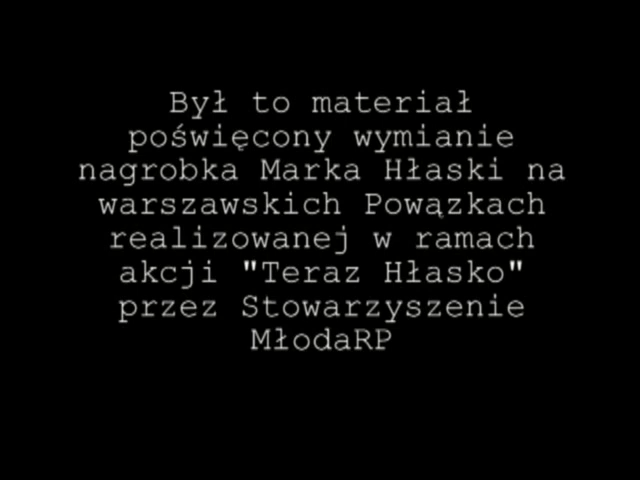 Był to materiał
poświęcony wymianie
nagrobka Marka Hłaski na
warszawskich Powązkach
realizowanej w ramach
akcji "Teraz Hłasko"
przez Stowarzyszenie
MłodaRP